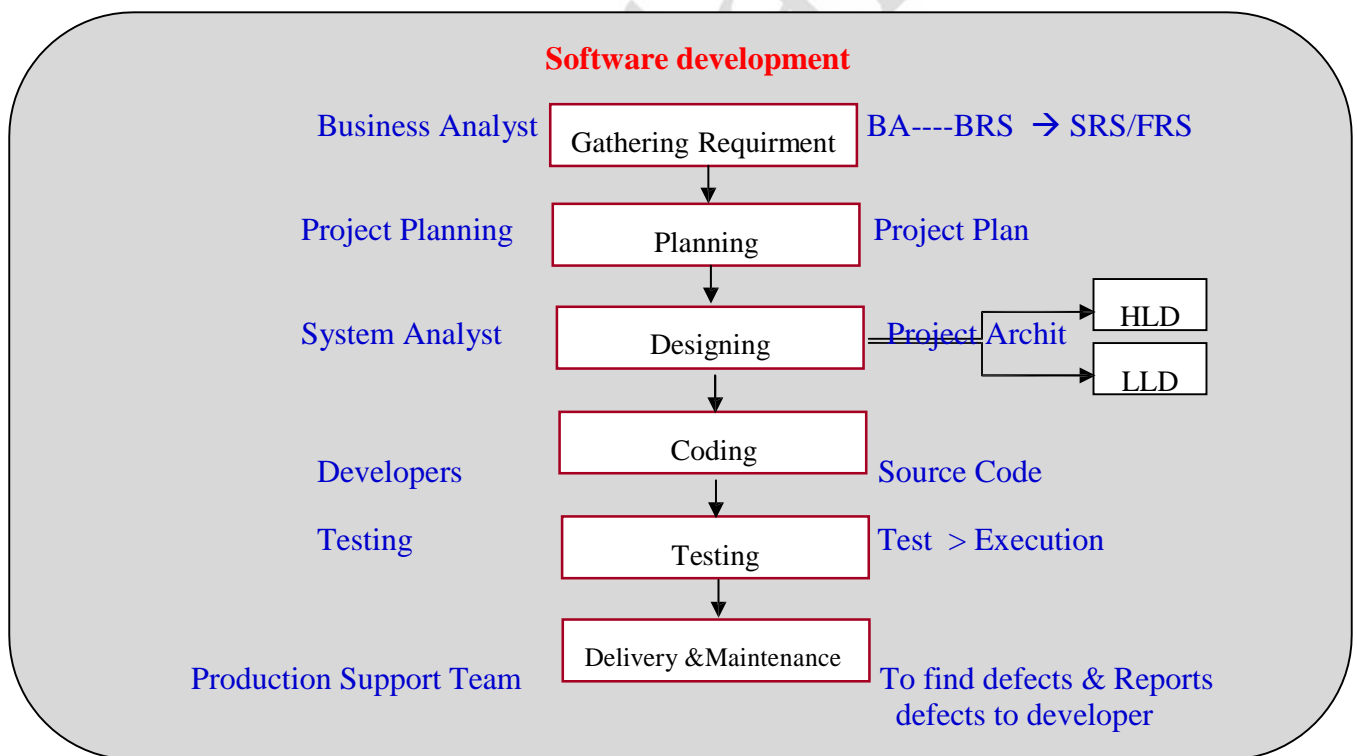 Software development
Business Analyst Gathering Requirment BA----BRS → SRS/FRS
Project Planning Planning Project Plan
System Analyst Designing Project Archit HLD
LLD
Coding
Developers Source Code
Testing Testing Test > Execution
Delivery &Maintenance
Production Support Team To find defects & Reports
defects to developer